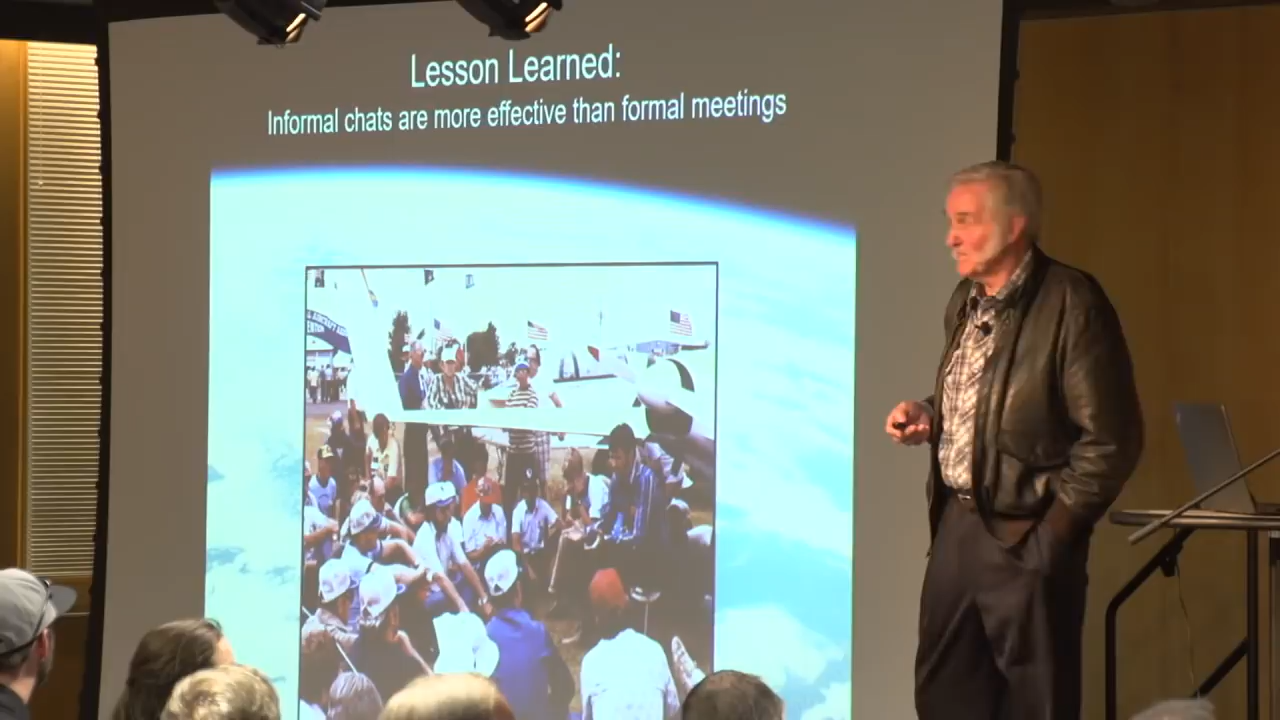 Lesson Learned:
Informal chats are more effective than formal meetings